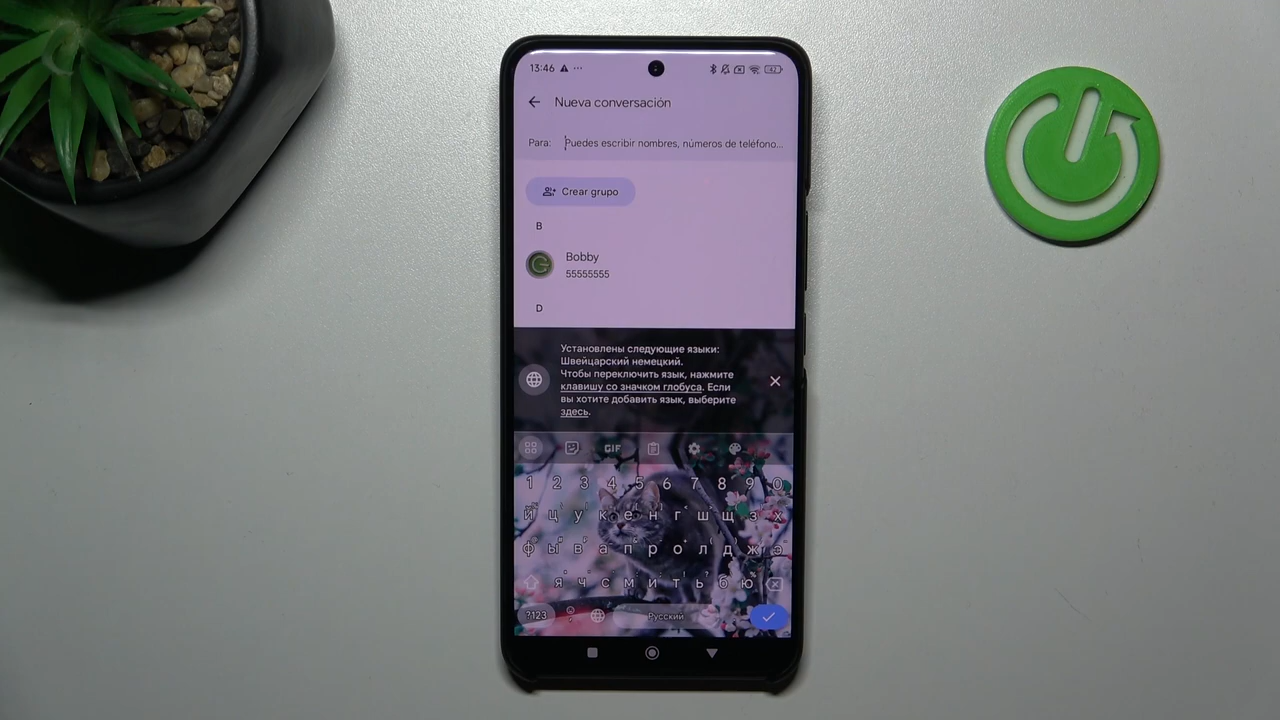 13:46
42
Nueva conversación
Para: Puedes escribir nombres, números de teléfono...
Crear grupo
B
Bobby
55555555
D
Установлены следующие языки:
Швейцарский немецкий.
Чтобы переключить язык, нажмите
клавишу со значком глобуса. Если
вы хотите добавить язык, выберите
здесь.
GIF
1 2 3 4 5 6 7 8 9 0
й ц у к е н г ш щ з х
ф ы в а п р о л д ж э
я ч с м и т ь б ю
?123 Русский